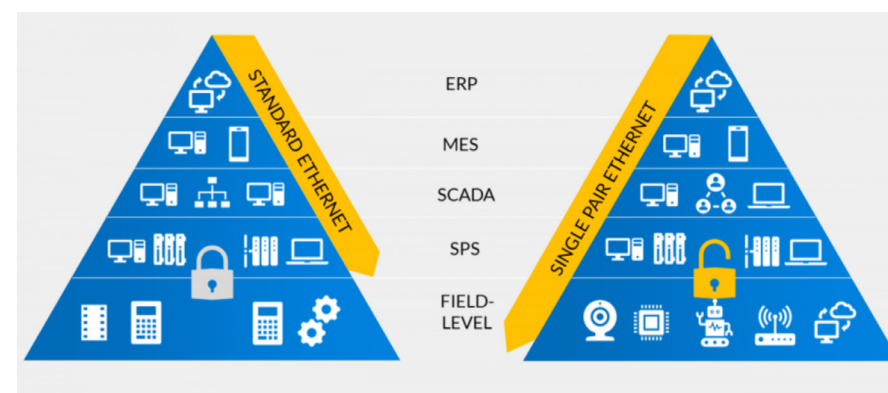 STANDARD ETHERNET
ERP
MES
SCADA
SPS
FIELD-
LEVEL
SINGLE PAIR ETHERNET